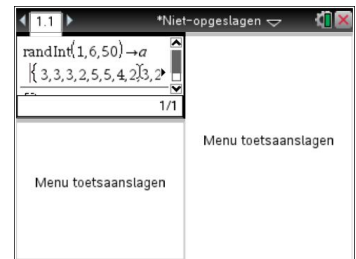 1.1
*Niet-opgeslagen
randInt(1,6,50)→a
{3,3,3,2,5,5,4,2,3,2
1/1
Menu toetsaanslagen
Menu toetsaanslagen